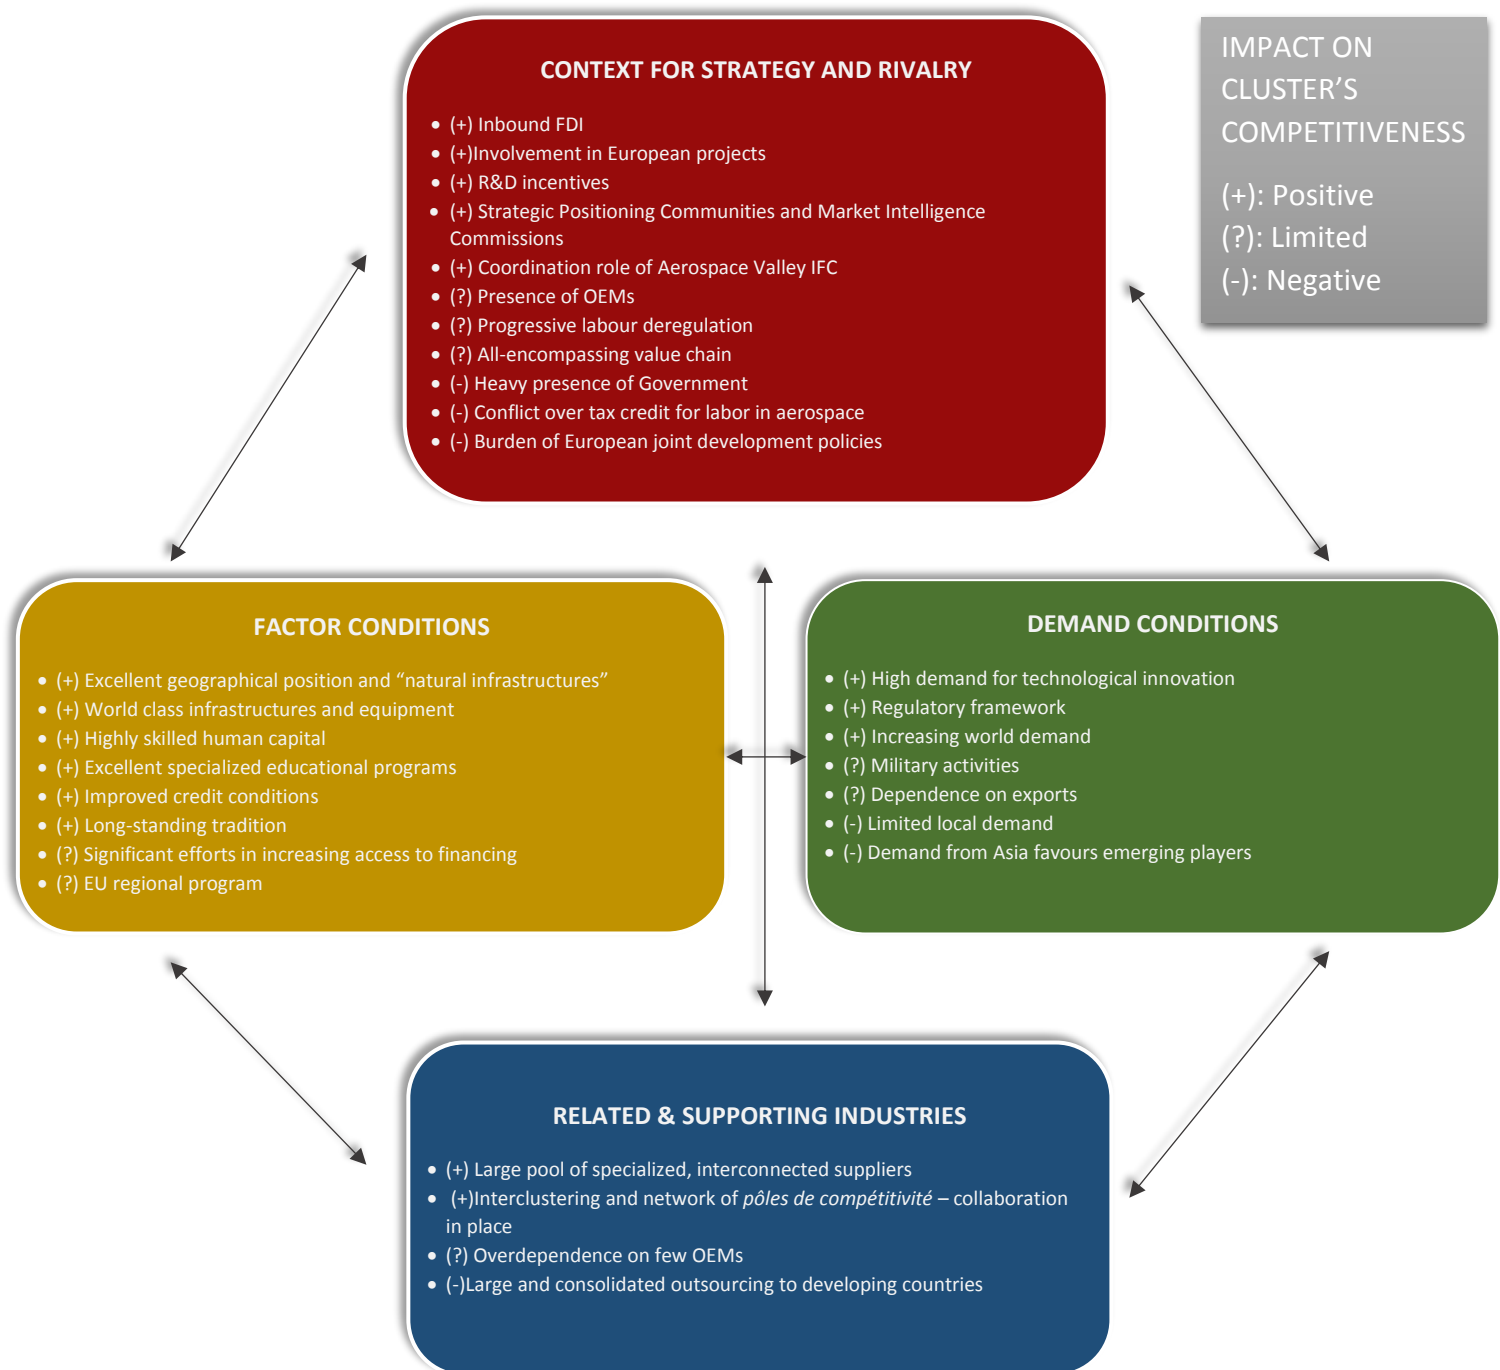 CONTEXT FOR STRATEGY AND RIVALRY
• (+) Inbound FDI
• (+)Involvement in European projects
• (+) R&D incentives
• (+) Strategic Positioning Communities and Market Intelligence
Commissions
• (+) Coordination role of Aerospace Valley IFC
• (?) Presence of OEMs
• (?) Progressive labour deregulation
• (?) All-encompassing value chain
• (-) Heavy presence of Government
• (-) Conflict over tax credit for labor in aerospace
• (-) Burden of European joint development policies
IMPACT ON
CLUSTER’S
COMPETITIVENESS
(+): Positive
(?): Limited
(-): Negative
FACTOR CONDITIONS
• (+) Excellent geographical position and “natural infrastructures”
• (+) World class infrastructures and equipment
• (+) Highly skilled human capital
• (+) Excellent specialized educational programs
• (+) Improved credit conditions
• (+) Long-standing tradition
• (?) Significant efforts in increasing access to financing
• (?) EU regional program
DEMAND CONDITIONS
• (+) High demand for technological innovation
• (+) Regulatory framework
• (+) Increasing world demand
• (?) Military activities
• (?) Dependence on exports
• (-) Limited local demand
• (-) Demand from Asia favours emerging players
RELATED & SUPPORTING INDUSTRIES
• (+) Large pool of specialized, interconnected suppliers
• (+)Interclustering and network of pôles de compétitivité – collaboration
in place
• (?) Overdependence on few OEMs
• (-)Large and consolidated outsourcing to developing countries